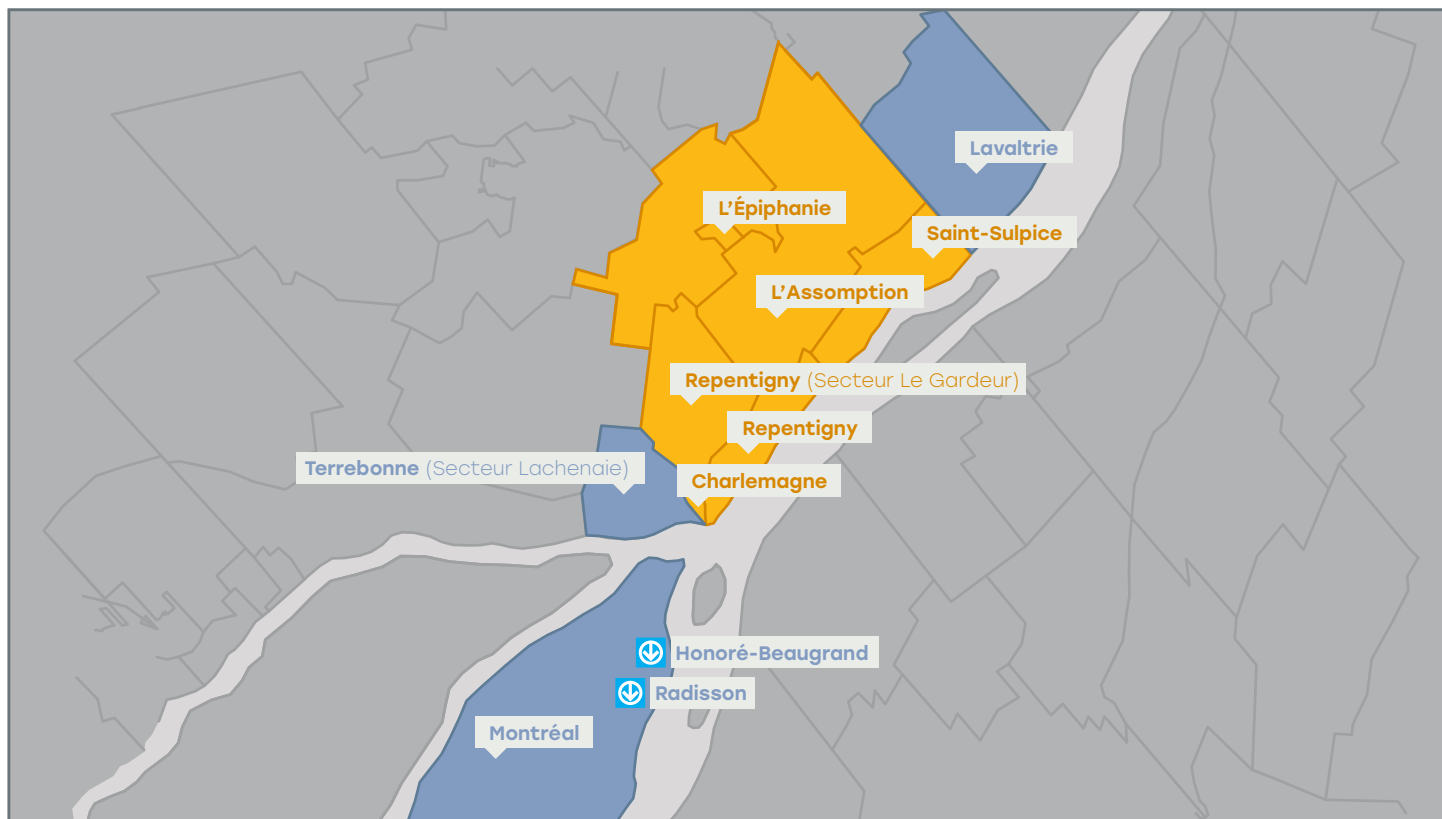 Lavaltrie
L'Épiphanie
Saint-Sulpice
L'Assomption
Repentigny (Secteur Le Gardeur)
Repentigny
Terrebonne (Secteur Lachenaie)
Charlemagne
Honoré-Beaugrand
Radisson
Montréal